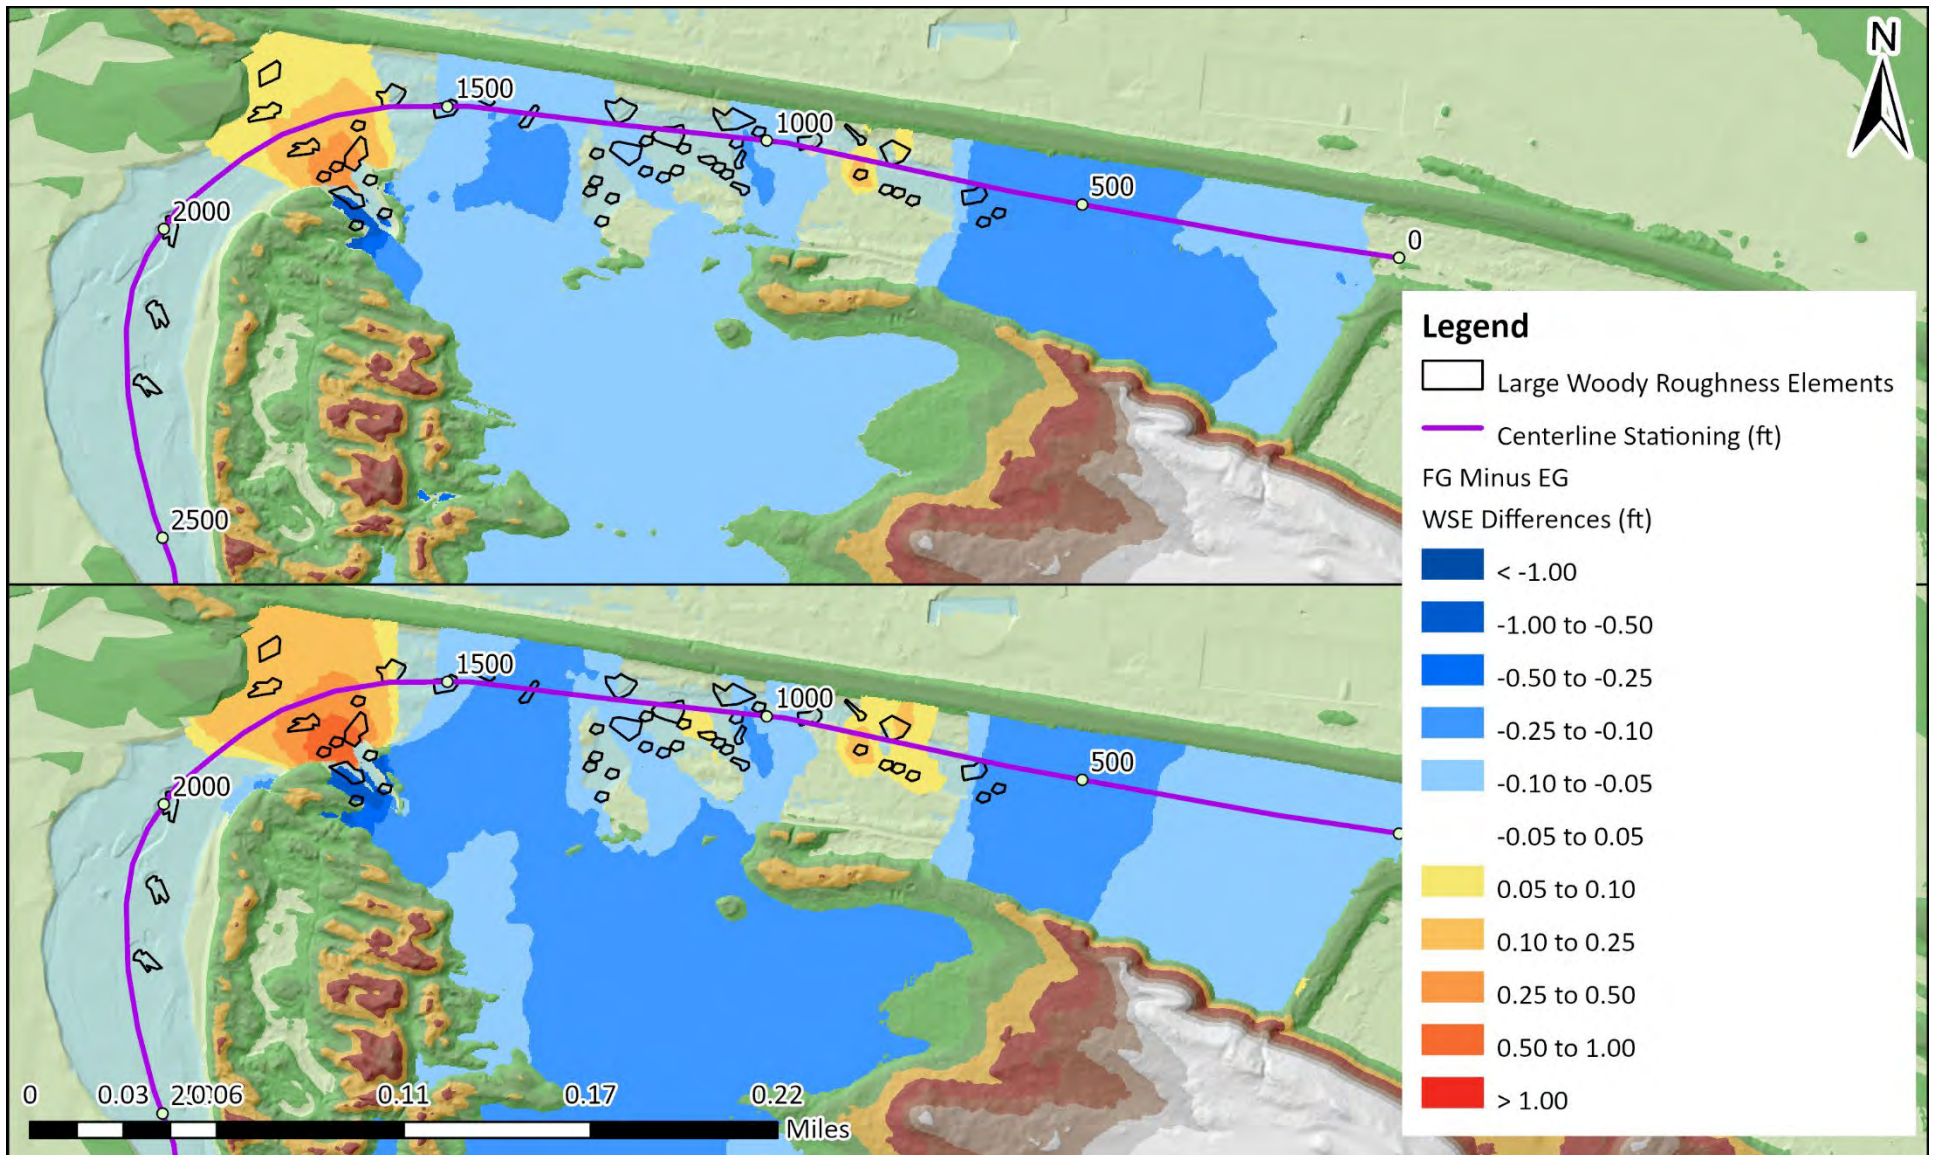 N
1500
1000
500
0
2000
2500
Legend
Large Woody Roughness Elements
Centerline Stationing (ft)
FG Minus EG
WSE Differences (ft)
< -1.00
-1.00 to -0.50
-0.50 to -0.25
-0.25 to -0.10
-0.10 to -0.05
-0.05 to 0.05
0.05 to 0.10
0.10 to 0.25
0.25 to 0.50
0.50 to 1.00
> 1.00
1500
1000
500
2000
0 0.03 0.06 0.11 0.17 0.22
Miles